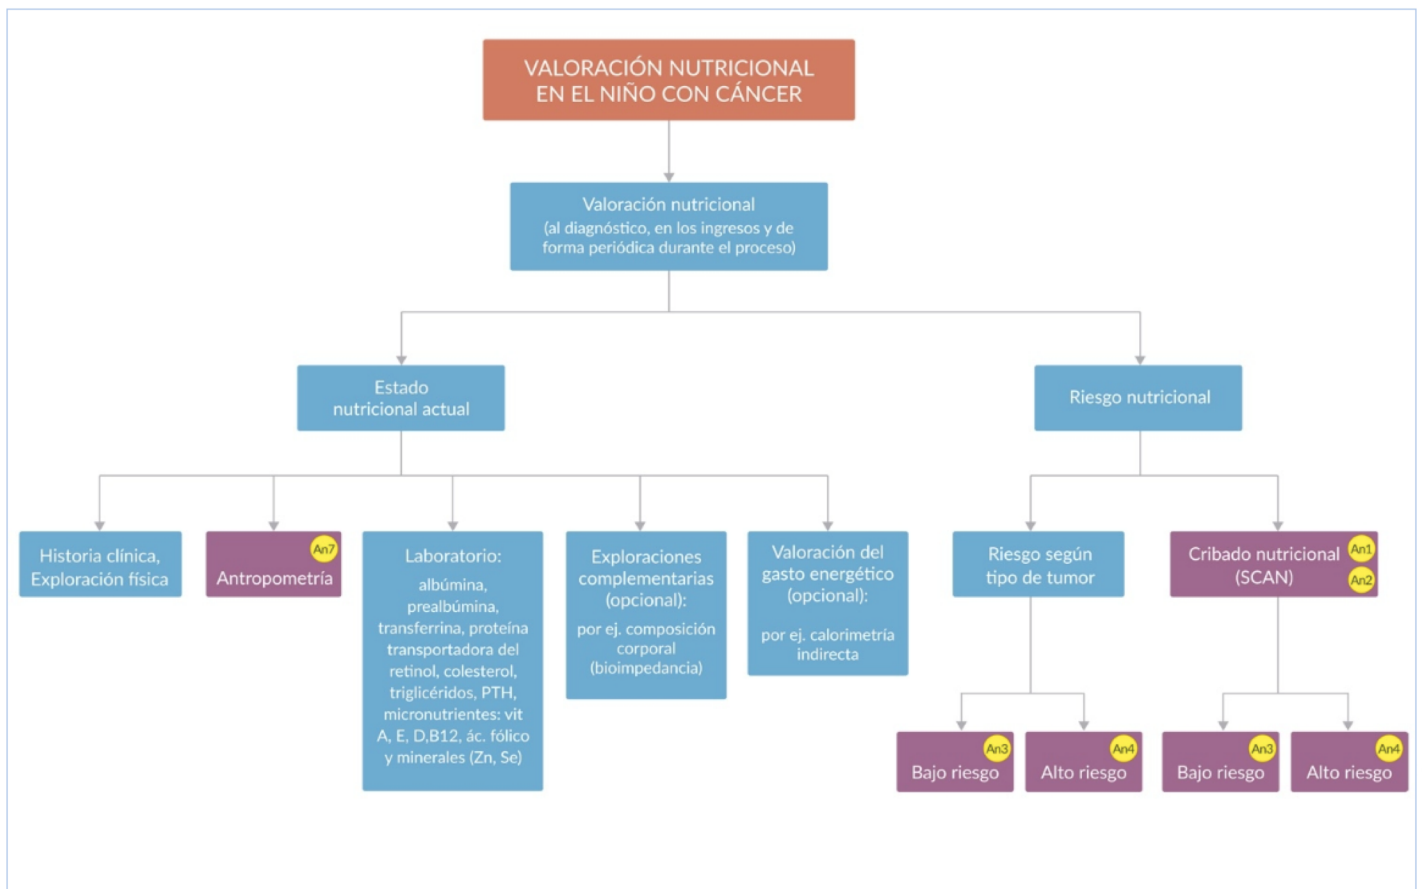 VALORACIÓN NUTRICIONAL
EN EL NIÑO CON CÁNCER
Valoración nutricional
(al diagnóstico, en los ingresos y de
forma periódica durante el proceso)
Estado
nutricional actual
Riesgo nutricional
Historia clínica,
Exploración física
An7
Antropometría
Laboratorio:
albúmina,
prealbúmina,
transferrina, proteína
transportadora del
retinol, colesterol,
triglicéridos, PTH,
micronutrientes: vit
A, E, D,B12, ác. fólico
y minerales (Zn, Se)
Exploraciones
complementarias
(opcional):
por ej. composición
corporal
(bioimpedancia)
Valoración del
gasto energético
(opcional):
por ej. calorimetría
indirecta
Riesgo según
tipo de tumor
Cribado nutricional
(SCAN)
An1
An2
An3
Bajo riesgo
An4
Alto riesgo
An3
Bajo riesgo
An4
Alto riesgo